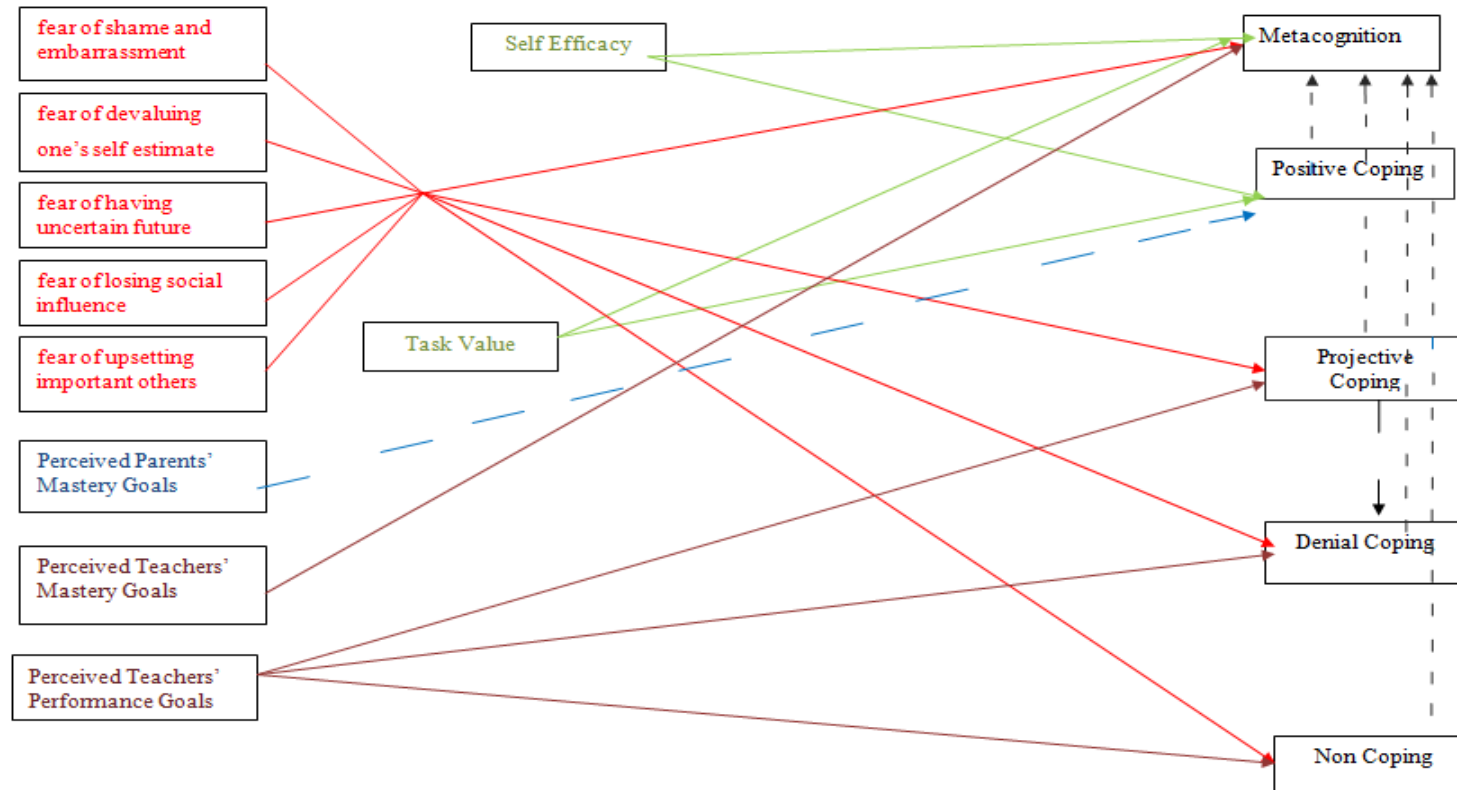 fear of shame and
embarrassment
fear of devaluing
one's self estimate
fear of having
uncertain future
fear of losing social
influence
fear of upsetting
important others
Perceived Parents'
Mastery Goals
Perceived Teachers'
Mastery Goals
Perceived Teachers'
Performance Goals
Self Efficacy
Task Value
Metacognition
Positive Coping
Projective
Coping
Denial Coping
Non Coping